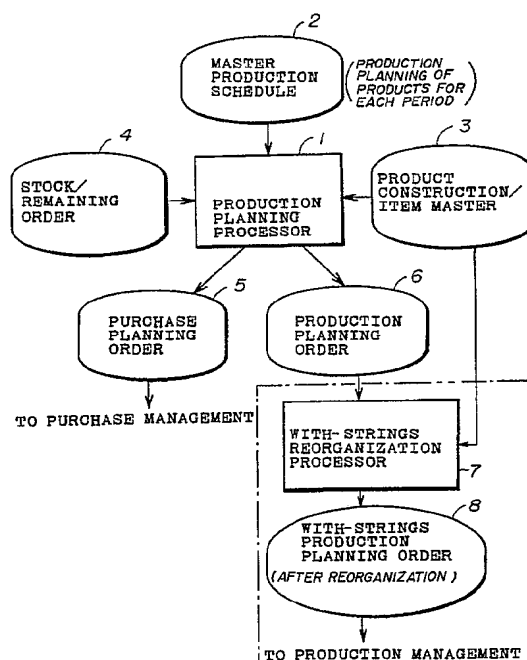 2
MASTER
PRODUCTION
SCHEDULE
(PRODUCTION
PLANNING OF
PRODUCTS FOR
EACH PERIOD)
4
STOCK/
REMAINING
ORDER
1
PRODUCTION
PLANNING
PROCESSOR
3
PRODUCT
CONSTRUCTION/
ITEM MASTER
5
PURCHASE
PLANNING
ORDER
6
PRODUCTION
PLANNING
ORDER
TO PURCHASE MANAGEMENT
WITH-STRINGS
REORGANIZATION
PROCESSOR
7
8
WITH-STRINGS
PRODUCTION
PLANNING ORDER
(AFTER REORGANIZATION)
TO PRODUCTION MANAGEMENT